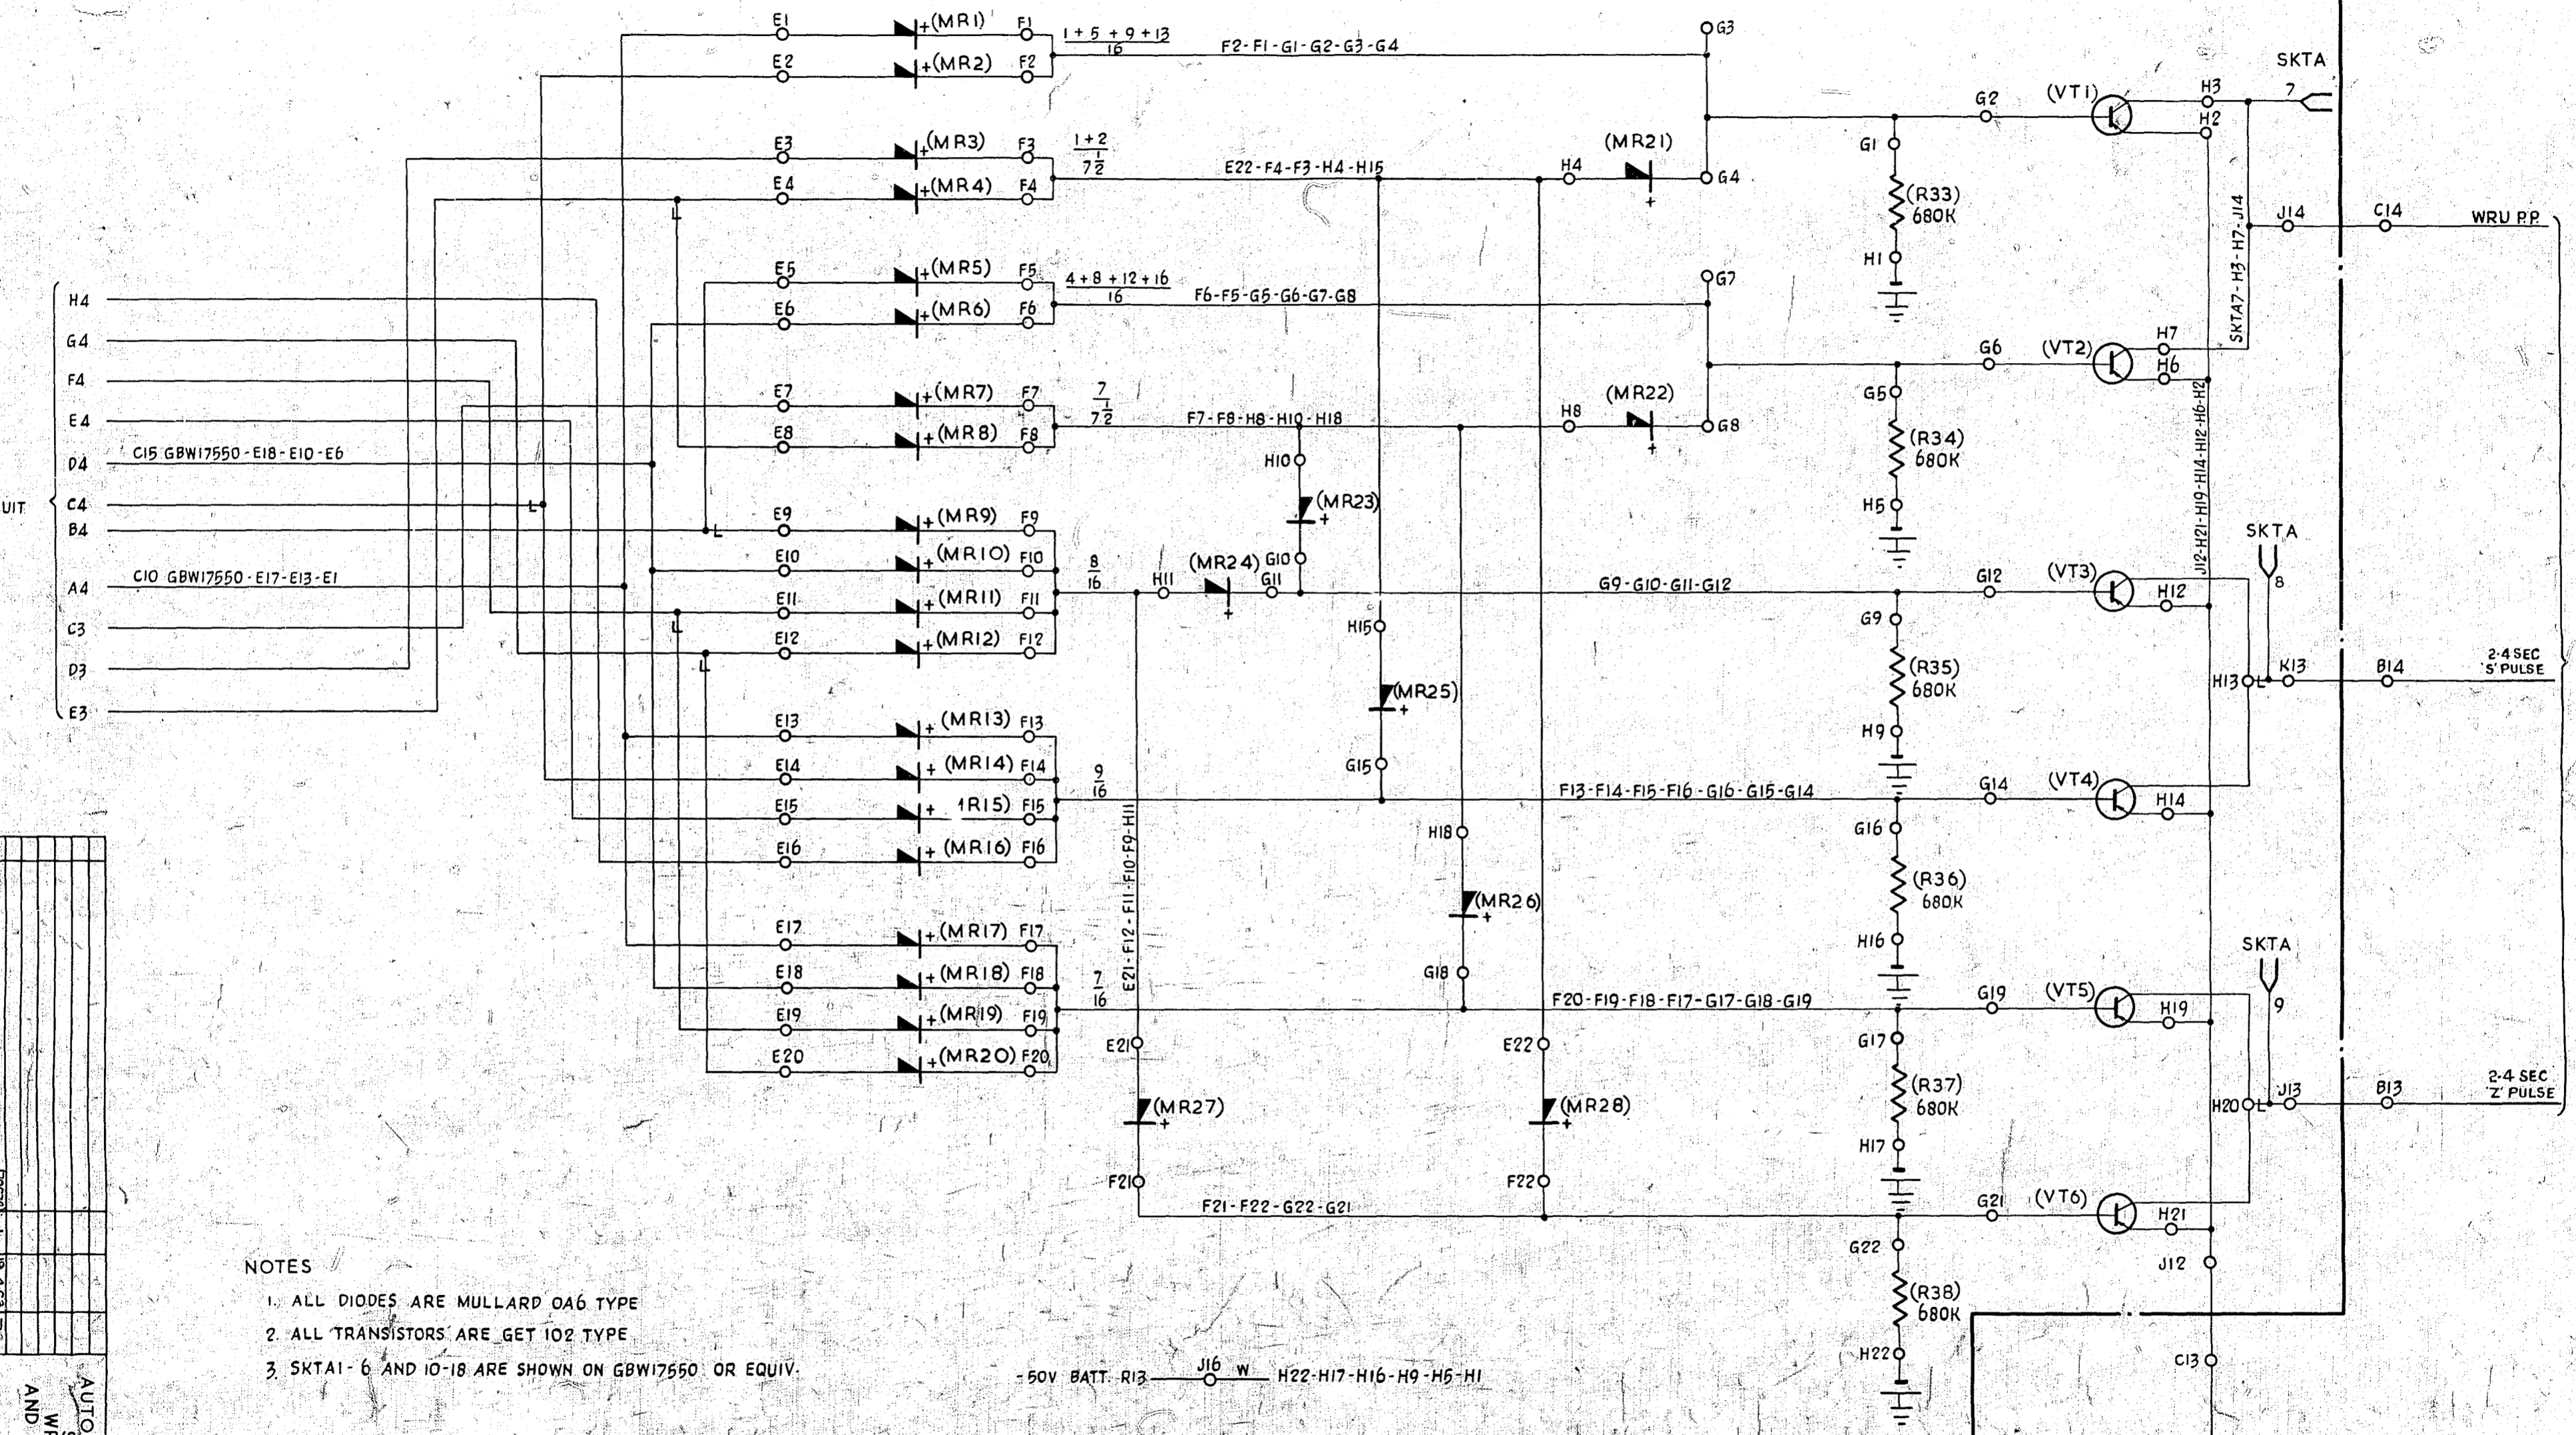 E1 +(MR1) F1 1 + 5 + 9 + 13
16
F2-F1-G1-G2-G3-G4
G3
E2 +(MR2) F2
SKTA
7
H3
H2
(VT1)
G2
E3 +(MR3) F3 1+2
7½
E22-F4-F3-H4-H15
H4 (MR21) + G4
G1
E4 +(MR4) F4
L
(R33)
680K
H1
SKTA7-H3-H7-J14
J14 C14 WRU P.P.
E5 +(MR5) F5 4 + 8 + 12 + 16
16
F6-F5-G5-G6-G7-G8
G7
E6 +(MR6) F6
H4
G4
F4
E4
D4 C15 GBW17550-E18-E10-E6
UIT C4 L
B4
A4 C10 GBW17550-E17-E13-E1
C3
D3
E3
G6 (VT2) H7
H6
E7 +(MR7) F7 7
7½
F7-F8-H8-H10-H18
H8 (MR22) + G8
G5
E8 +(MR8) F8
(R34)
680K
H5
J12-H21-H19-H14-H12-H6-H2
H10
(MR23)
+
G10
L
E9 +(MR9) F9
E10 +(MR10) F10 8
16
H11 (MR24) G11
+
G9-G10-G11-G12
G12 (VT3) H12
SKTA
8
E11 +(MR11) F11
L
E12 +(MR12) F12
L
H15
G9
(R35)
680K
H9
H13 L K13 B14 2·4 SEC
'S' PULSE
(MR25)
+
G15
E13 +(MR13) F13
E14 +(MR14) F14 9
16
F13-F14-F15-F16-G16-G15-G14
G14 (VT4) H14
E15 + R15) F15
E16 +(MR16) F16
E21-F12-F11-F10-F9-H11
H18
G16
(R36)
680K
H16
(MR26)
+
G18
E17 +(MR17) F17
E18 +(MR18) F18 7
16
F20-F19-F18-F17-G17-G18-G19
G19 (VT5) H19
SKTA
9
E19 +(MR19) F19
E20 +(MR20) F20
E21
E22
G17
(R37)
680K
H17
(MR27)
+
(MR28)
+
H20 L J13 B13 2·4 SEC
'Z' PULSE
F21
F22
F21-F22-G22-G21
G21 (VT6) H21
G22
J12
(R38)
680K
H22
C13
NOTES
1. ALL DIODES ARE MULLARD OA6 TYPE
2. ALL TRANSISTORS ARE GET 102 TYPE
3. SKTA1-6 AND 10-18 ARE SHOWN ON GBW17550 OR EQUIV.
-50V BATT. R13 J16 W H22-H17-H16-H9-H5-H1
AUTO
AND